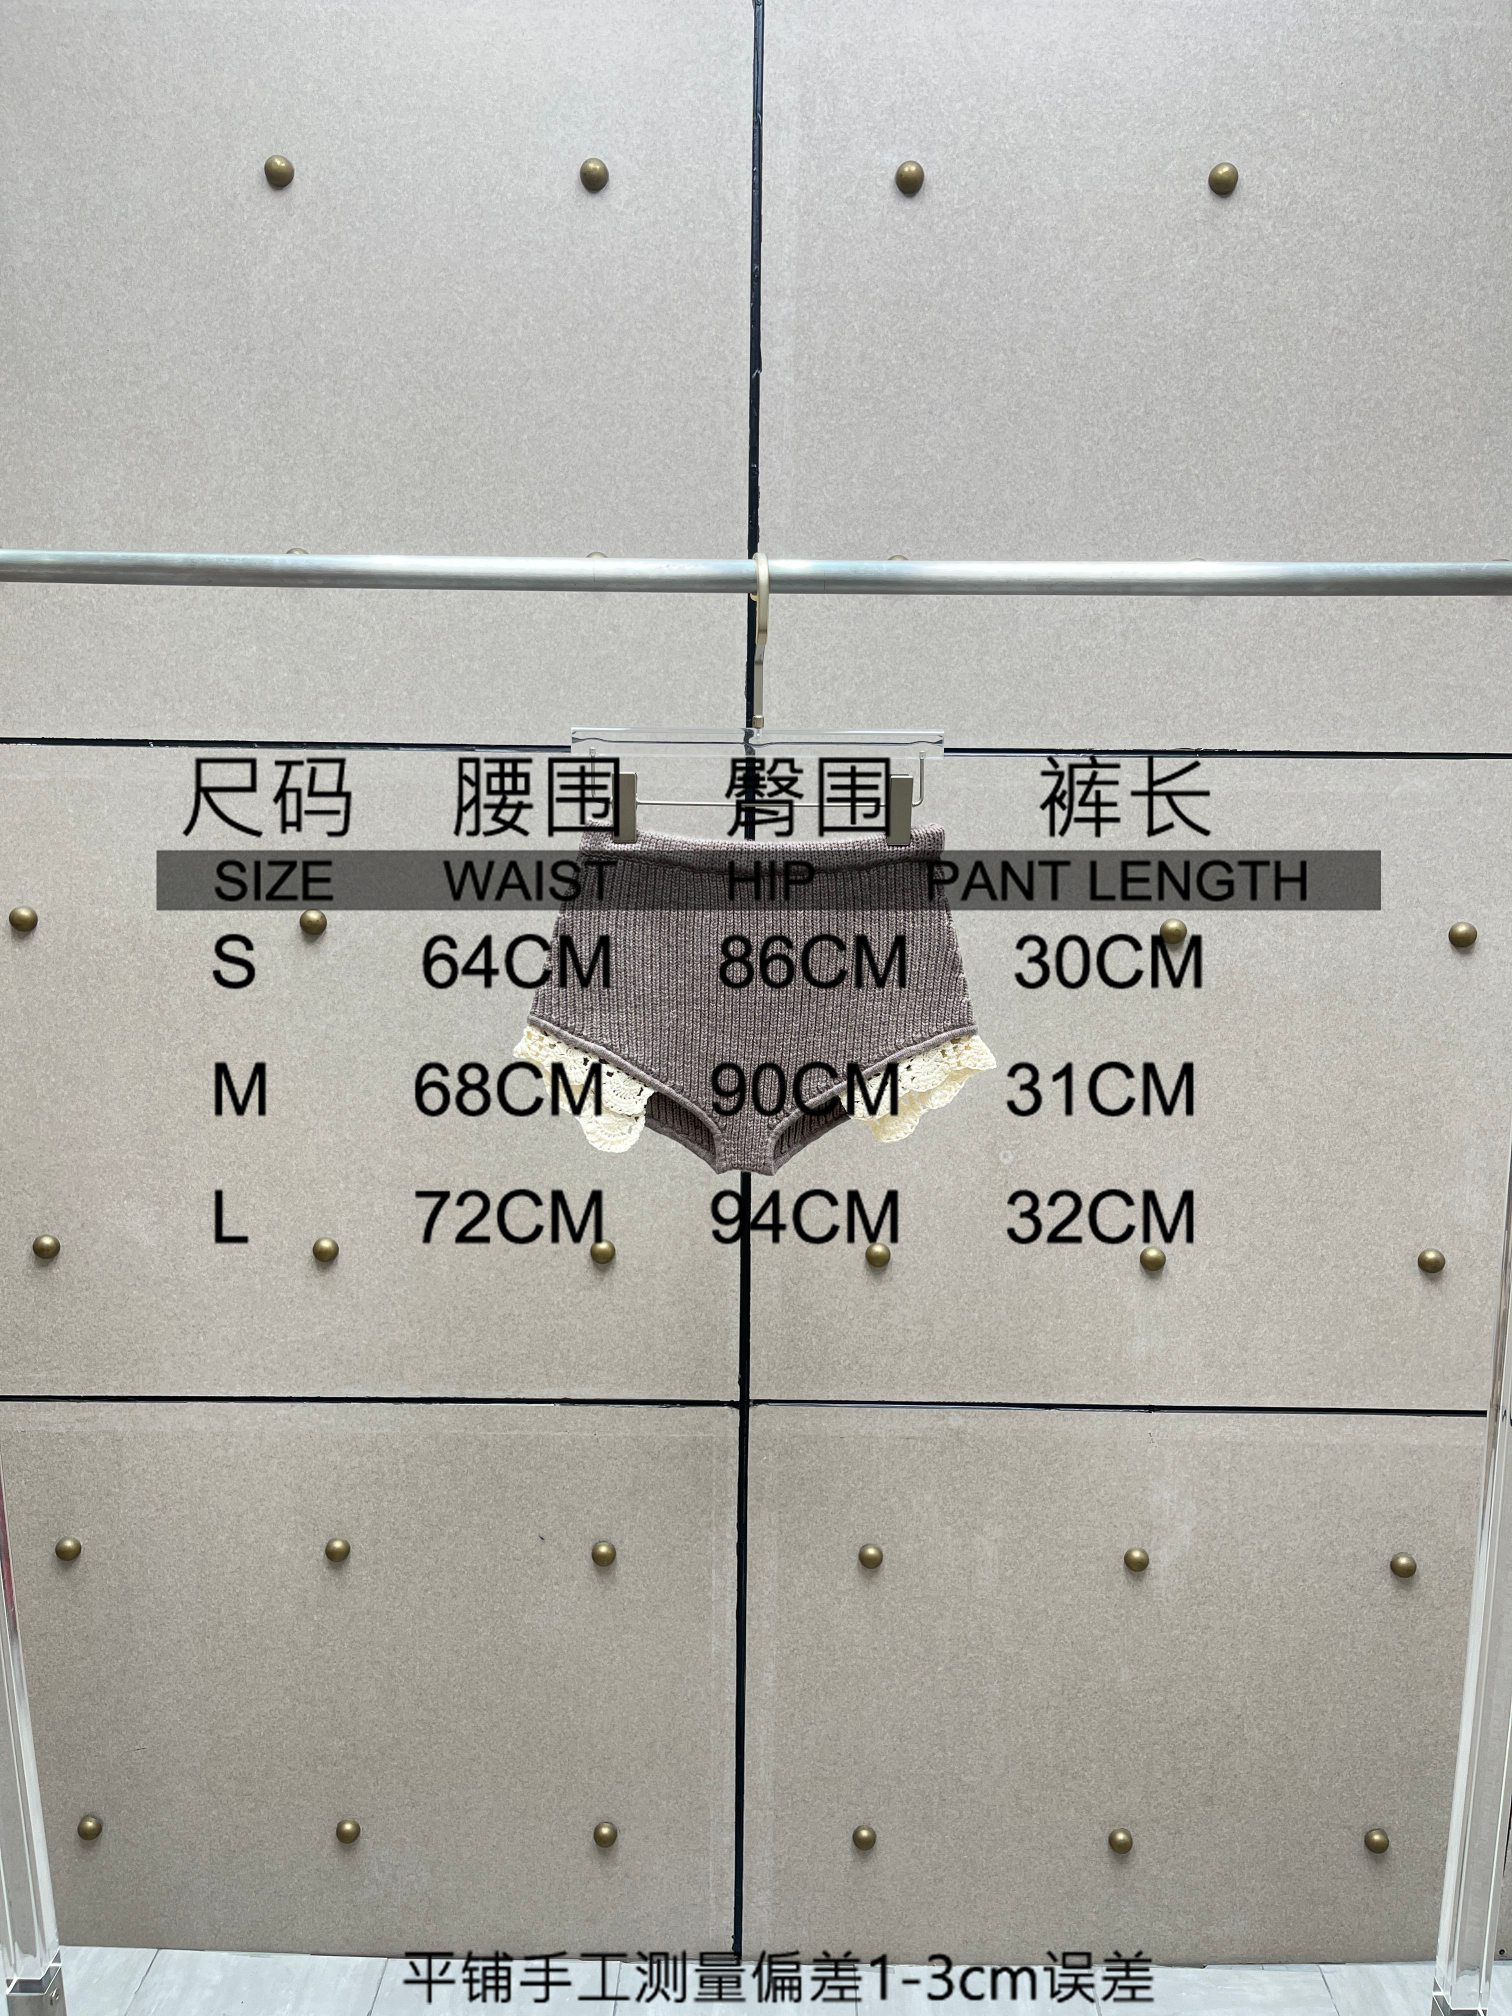 尺码 腰围 臀围 裤长
SIZE WAIST HIP PANT LENGTH
S 64CM 86CM 30CM
M 68CM 90CM 31CM
L 72CM 94CM 32CM
平铺手工测量偏差1-3cm误差